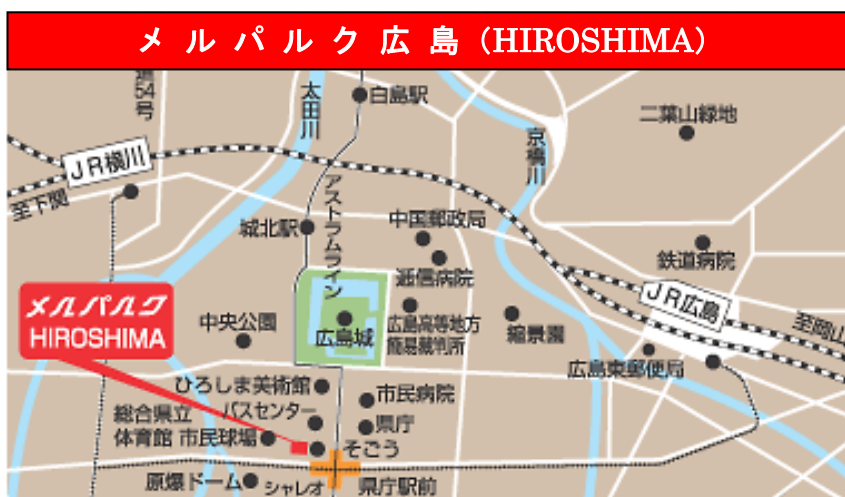 メルパルク広島（HIROSHIMA）
道54号
太田川
白島駅
二葉山緑地
京橋川
JR横川
至下関
アストラムライン
城北駅
中国郵政局
鉄道病院
逓信病院
JR広島
至岡山
メルパルク
HIROSHIMA
中央公園
広島城
広島高等地方
簡易裁判所
縮景園
広島東郵便局
ひろしま美術館
市民病院
バスセンター
県庁
総合県立
体育館
市民球場
そごう
原爆ドーム
シャレオ
県庁駅前